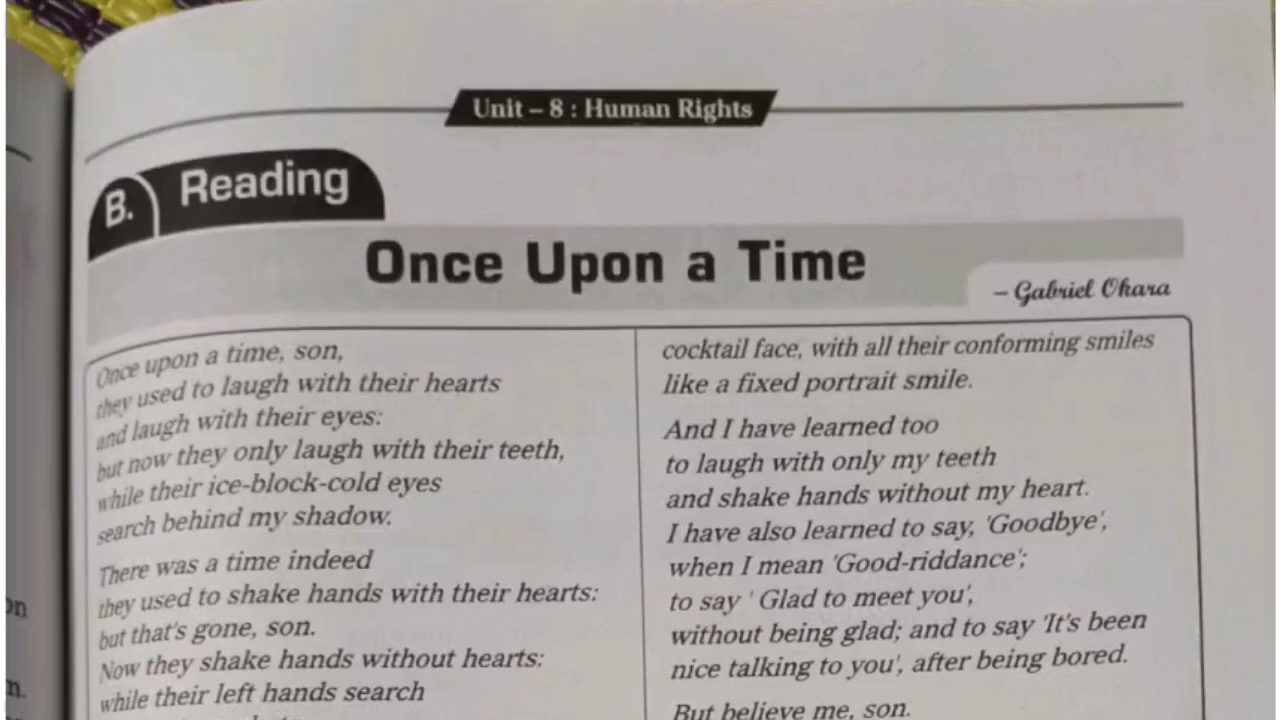 Unit – 8 : Human Rights
B. Reading
Once Upon a Time
– Gabriel Okara
Once upon a time, son,
they used to laugh with their hearts
and laugh with their eyes:
but now they only laugh with their teeth,
while their ice-block-cold eyes
search behind my shadow.
There was a time indeed
they used to shake hands with their hearts:
but that's gone, son.
Now they shake hands without hearts:
while their left hands search
cocktail face, with all their conforming smiles
like a fixed portrait smile.
And I have learned too
to laugh with only my teeth
and shake hands without my heart.
I have also learned to say, 'Goodbye',
when I mean 'Good-riddance';
to say ' Glad to meet you',
without being glad; and to say 'It's been
nice talking to you', after being bored.
But believe me, son.
on
m.